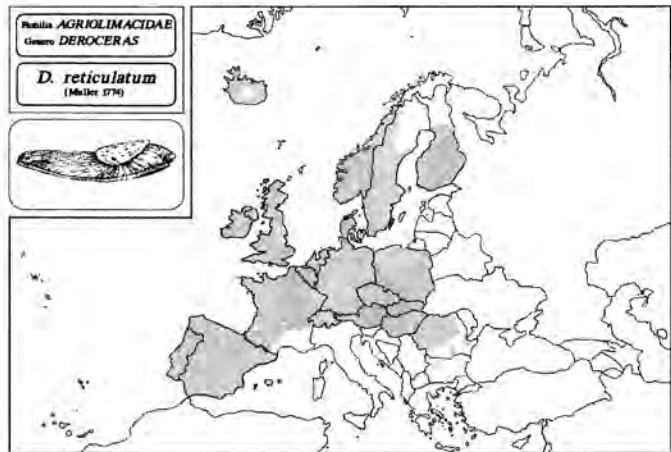 Familia AGRIOLIMACIDAE
Genero DEROCERAS
D. reticulatum
(Muller 1774)